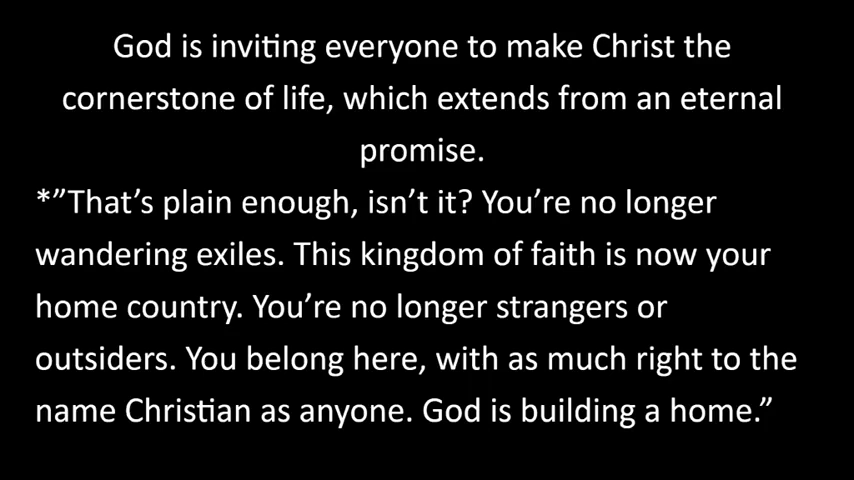 God is inviting everyone to make Christ the
cornerstone of life, which extends from an eternal
promise.
*”That’s plain enough, isn’t it? You’re no longer
wandering exiles. This kingdom of faith is now your
home country. You’re no longer strangers or
outsiders. You belong here, with as much right to the
name Christian as anyone. God is building a home.”